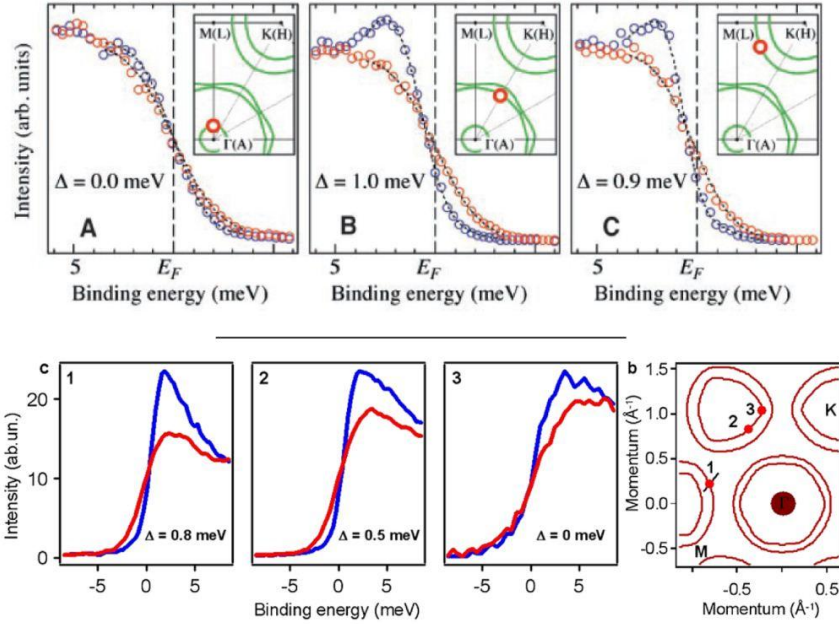 Intensity (arb. units)
M(L) K(H)
Γ(A)
Δ = 0.0 meV
A
5 E_F
Binding energy (meV)
M(L) K(H)
Γ(A)
Δ = 1.0 meV
B
5 E_F
Binding energy (meV)
M(L) K(H)
Γ(A)
Δ = 0.9 meV
C
5 E_F
Binding energy (meV)
c
Intensity (ab.un.)
20
10
0
1
Δ = 0.8 meV
-5 0 5
2
Δ = 0.5 meV
-5 0 5
3
Δ = 0 meV
-5 0 5
Binding energy (meV)
b
Momentum (Å⁻¹)
1.5
1.0
0.5
0.0
-0.5
3
2
K
1
M
-0.5 0.5
Momentum (Å⁻¹)